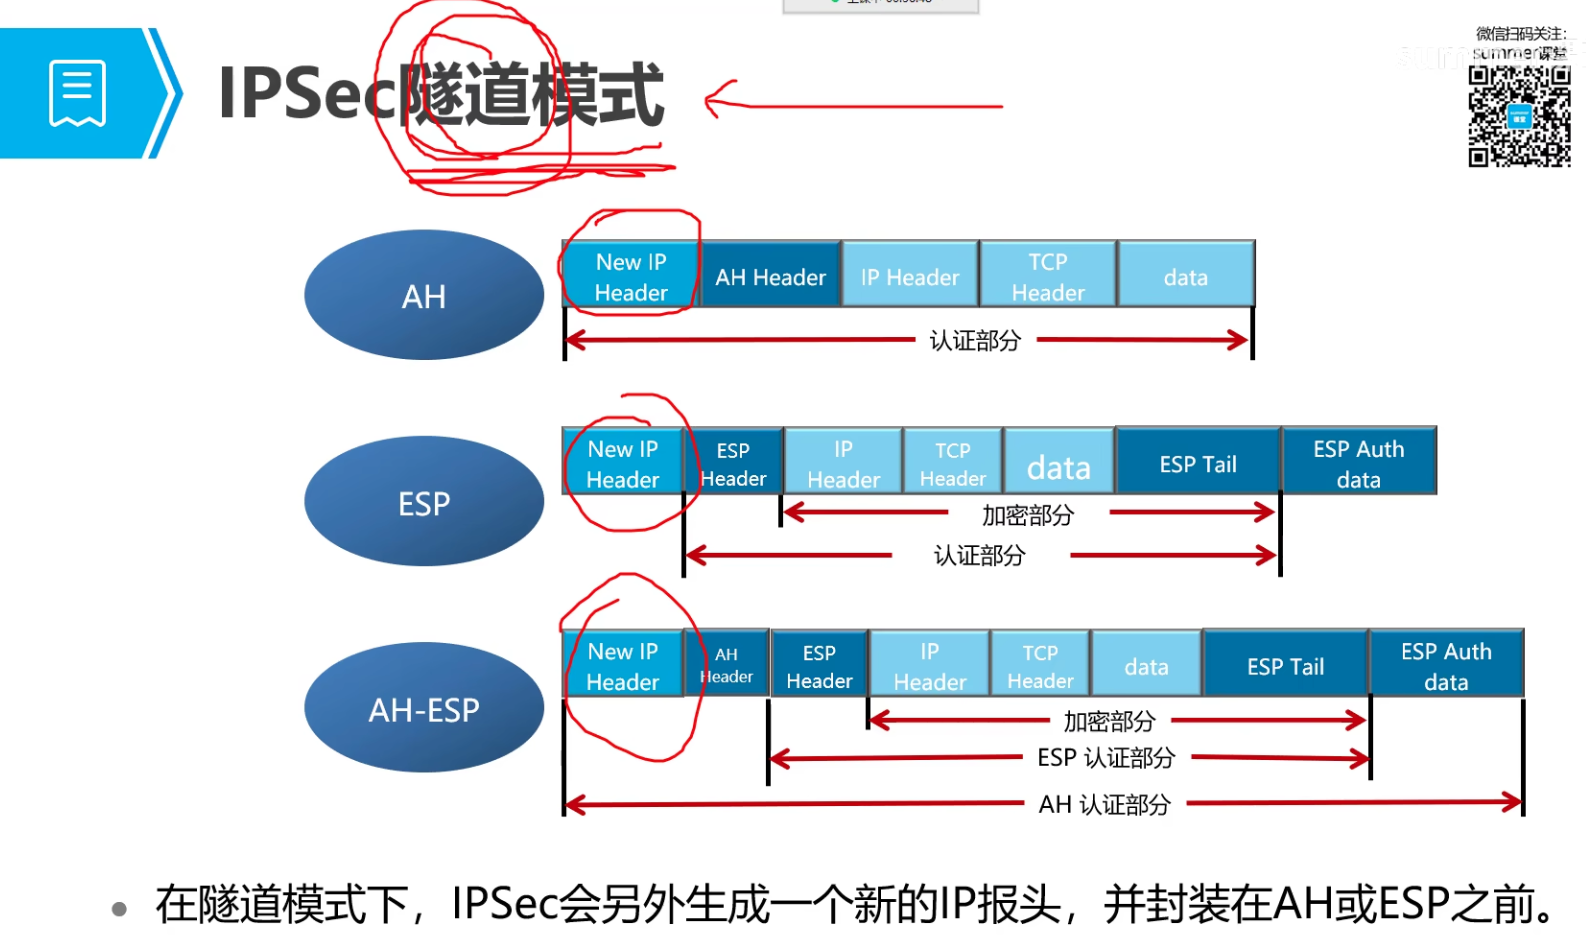 微信扫码关注：
summer课堂
IPSec隧道模式
AH
New IP
Header
AH Header
IP Header
TCP
Header
data
认证部分
ESP
New IP
Header
ESP
Header
IP
Header
TCP
Header
data
ESP Tail
ESP Auth
data
加密部分
认证部分
AH-ESP
New IP
Header
AH
Header
ESP
Header
IP
Header
TCP
Header
data
ESP Tail
ESP Auth
data
加密部分
ESP 认证部分
AH 认证部分
在隧道模式下，IPSec会另外生成一个新的IP报头，并封装在AH或ESP之前。